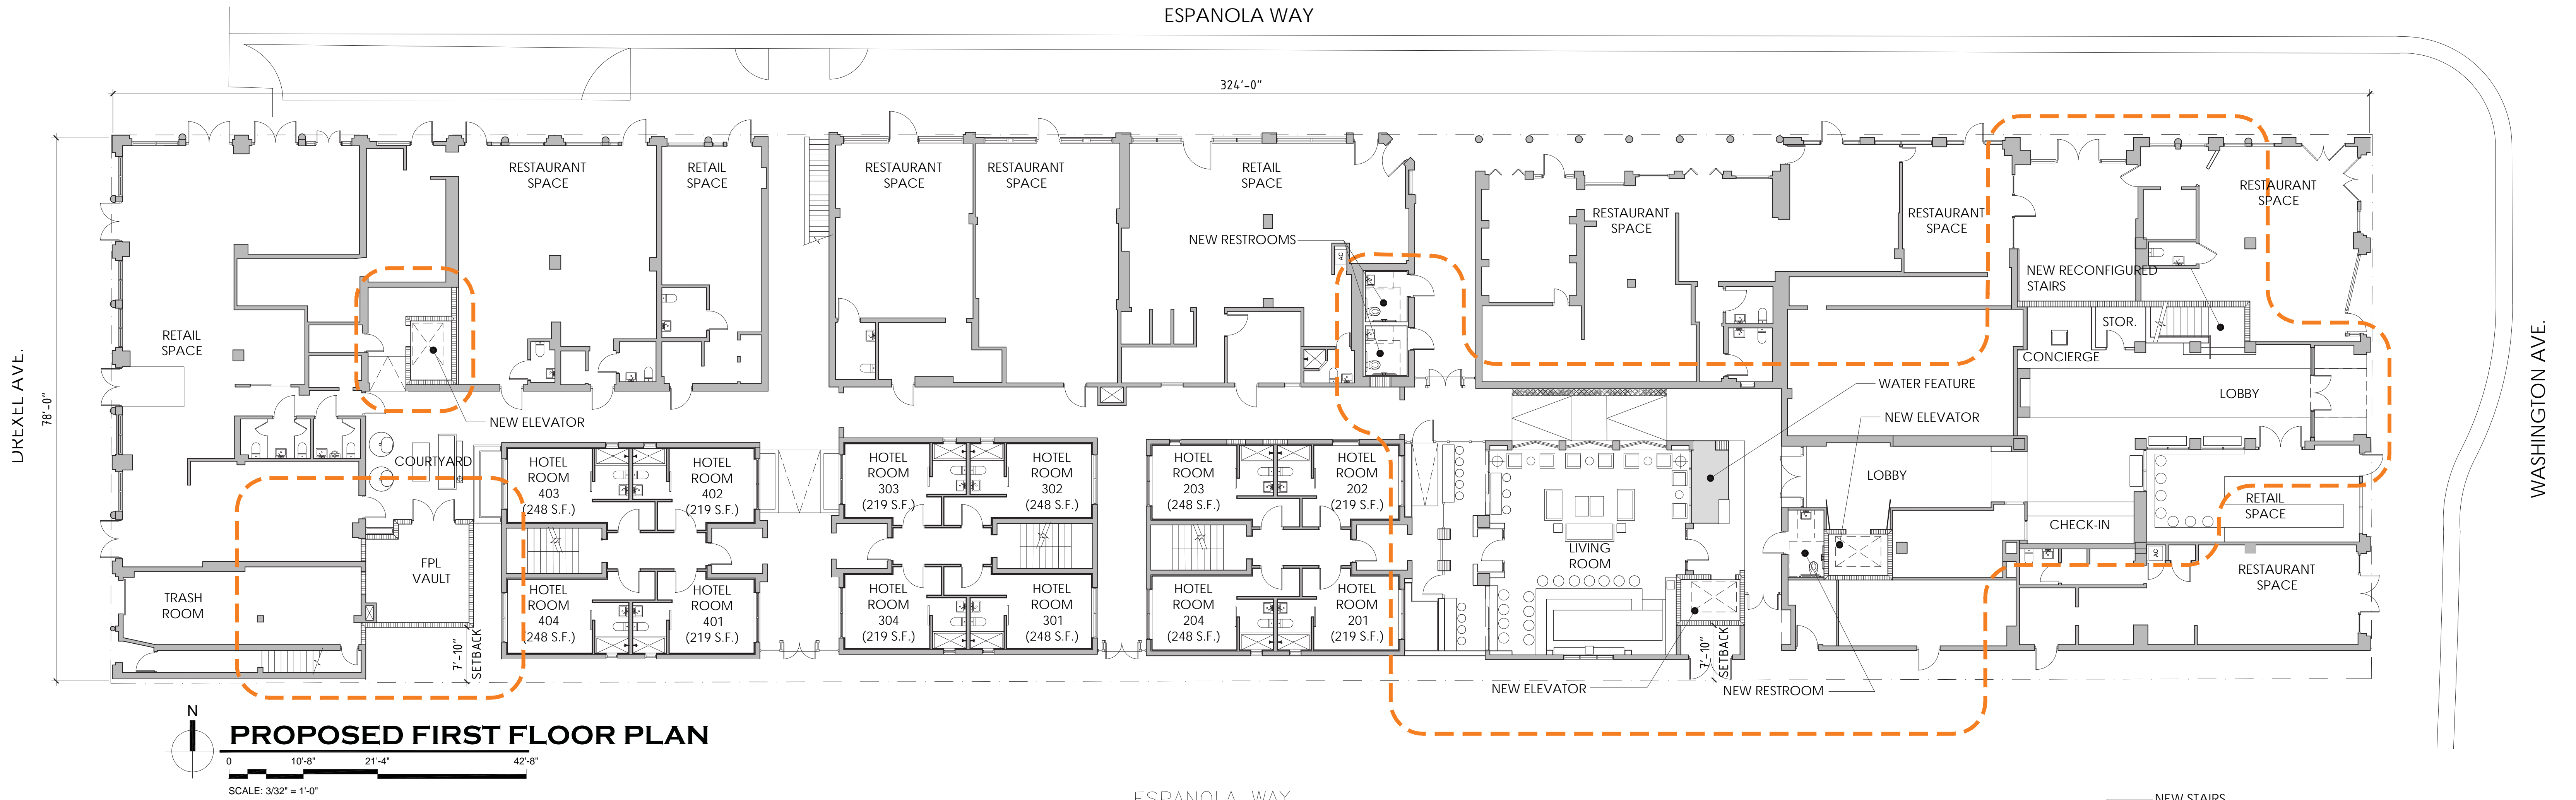 ESPANOLA WAY
324'-0"
78'-0"
DREXEL AVE.
WASHINGTON AVE.
RESTAURANT
SPACE
RETAIL
SPACE
RESTAURANT
SPACE
RESTAURANT
SPACE
RETAIL
SPACE
NEW RESTROOMS
AC
RESTAURANT
SPACE
RESTAURANT
SPACE
RESTAURANT
SPACE
NEW RECONFIGURED
STAIRS
STOR.
CONCIERGE
LOBBY
RETAIL
SPACE
NEW ELEVATOR
COURTYARD
WATER FEATURE
NEW ELEVATOR
LOBBY
CHECK-IN
RETAIL
SPACE
AC
RESTAURANT
SPACE
HOTEL
ROOM
403
(248 S.F.)
HOTEL
ROOM
402
(219 S.F.)
HOTEL
ROOM
303
(219 S.F.)
HOTEL
ROOM
302
(248 S.F.)
HOTEL
ROOM
203
(248 S.F.)
HOTEL
ROOM
202
(219 S.F.)
LIVING
ROOM
FPL
VAULT
TRASH
ROOM
HOTEL
ROOM
404
(248 S.F.)
HOTEL
ROOM
401
(219 S.F.)
HOTEL
ROOM
304
(219 S.F.)
HOTEL
ROOM
301
(248 S.F.)
HOTEL
ROOM
204
(248 S.F.)
HOTEL
ROOM
201
(219 S.F.)
7'-10"
SETBACK
7'-10"
SETBACK
NEW ELEVATOR
NEW RESTROOM
N
PROPOSED FIRST FLOOR PLAN
0 10'-8" 21'-4" 42'-8"
SCALE: 3/32" = 1'-0"
ESPANOLA WAY
NEW STAIRS